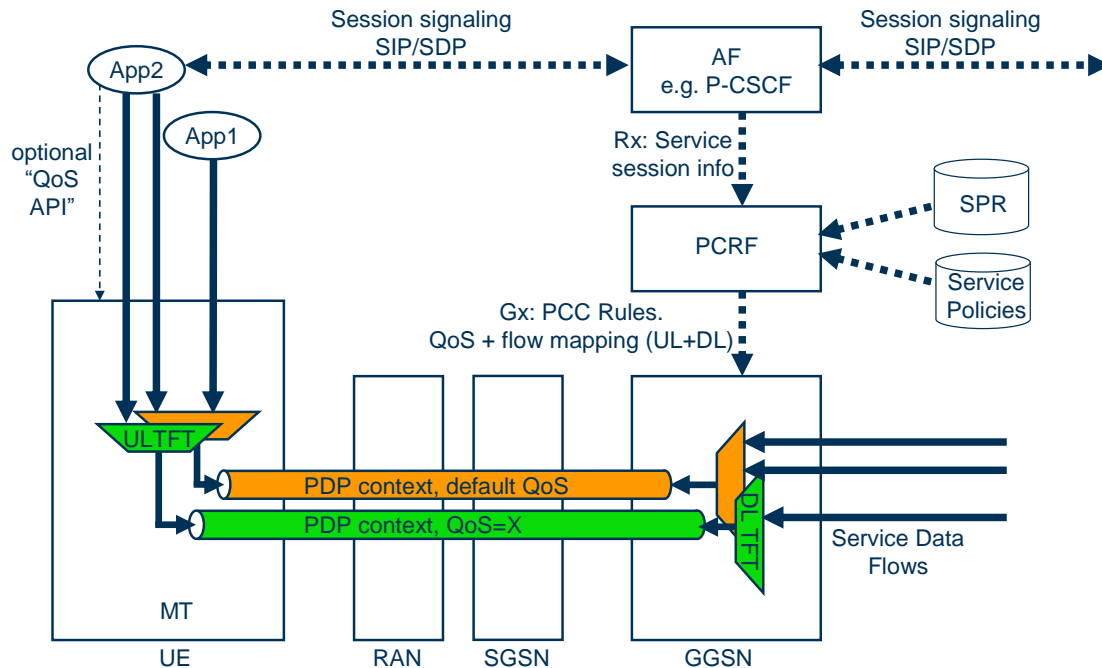 Session signaling
SIP/SDP
Session signaling
SIP/SDP
App2
AF
e.g. P-CSCF
App1
optional
“QoS
API”
Rx: Service
session info
SPR
PCRF
Service
Policies
Gx: PCC Rules.
QoS + flow mapping (UL+DL)
ULTFT
PDP context, default QoS
PDP context, QoS=X
DL TFT
Service Data
Flows
MT
UE
RAN
SGSN
GGSN